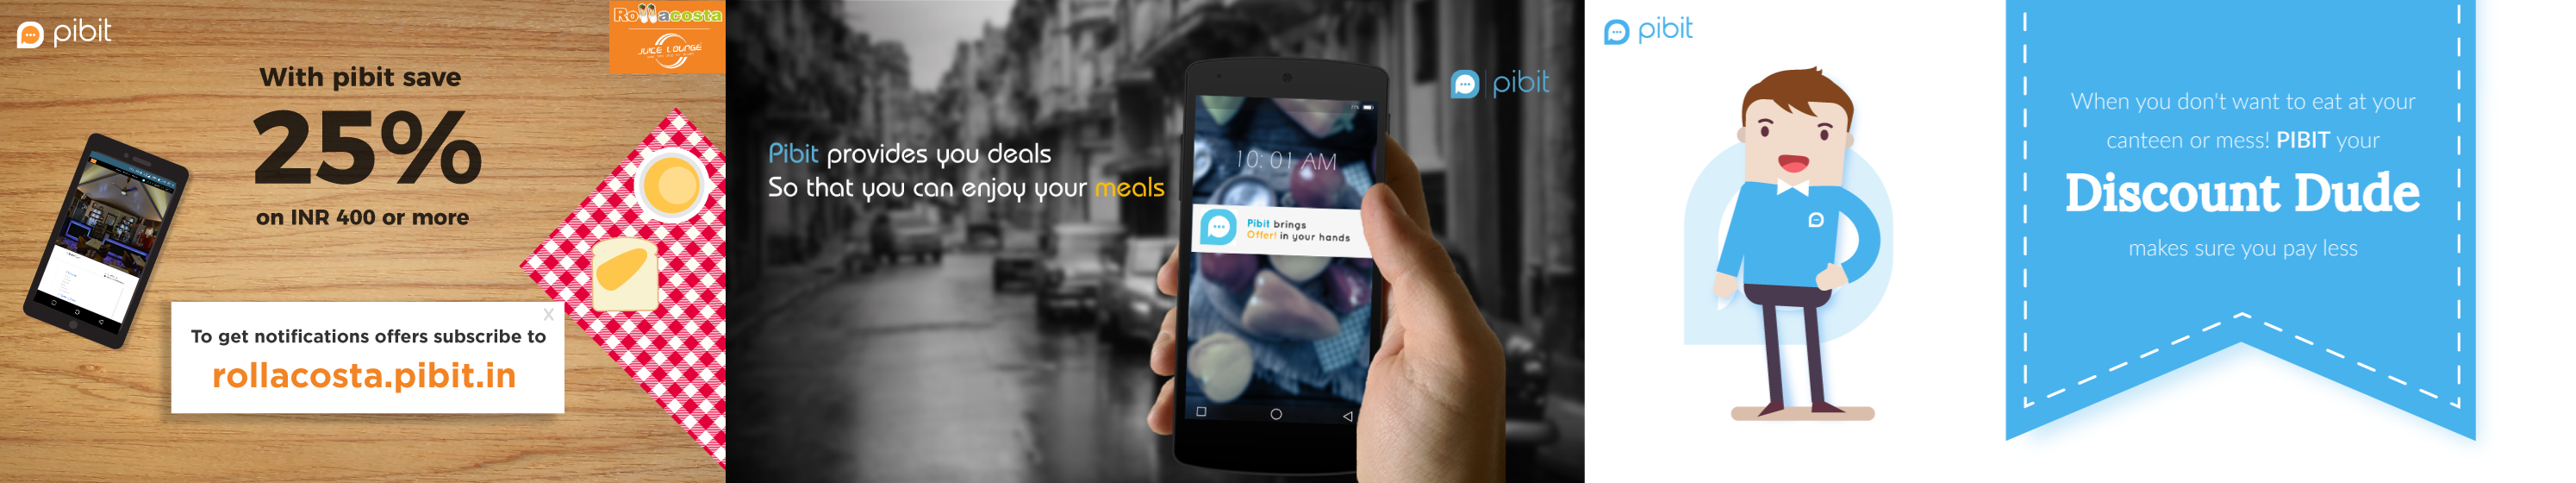 pibit
Rollacosta
JUICE LOUNGE
With pibit save
25%
on INR 400 or more
X
To get notifications offers subscribe to
rollacosta.pibit.in
pibit
Pibit provides you deals
So that you can enjoy your meals
10:01 AM
Pibit brings
Offer! in your hands
pibit
When you don't want to eat at your
canteen or mess! PIBIT your
Discount Dude
makes sure you pay less